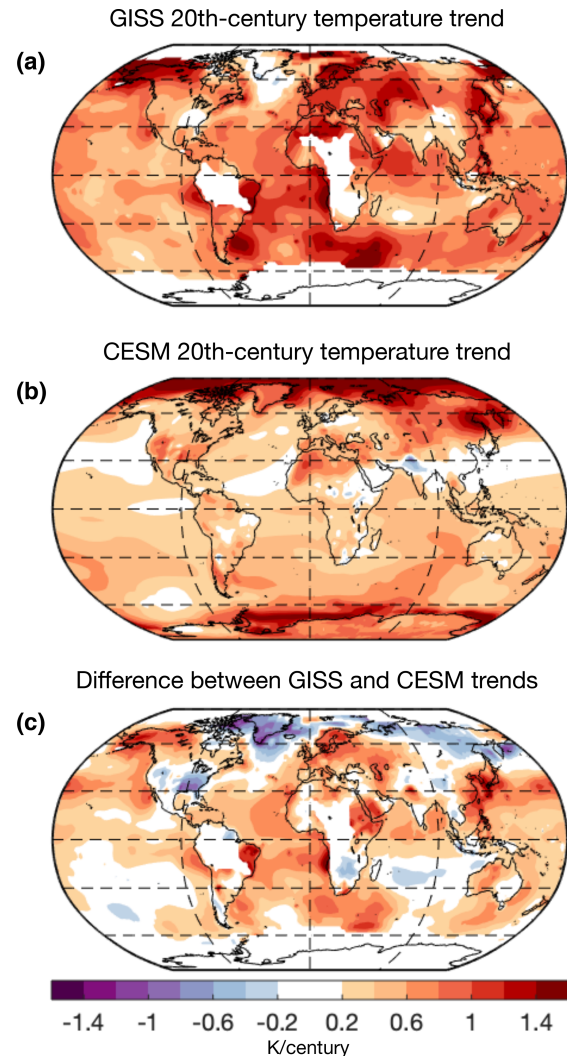 GISS 20th-century temperature trend
(a)
CESM 20th-century temperature trend
(b)
Difference between GISS and CESM trends
(c)
-1.4 -1 -0.6 -0.2 0.2 0.6 1 1.4
K/century